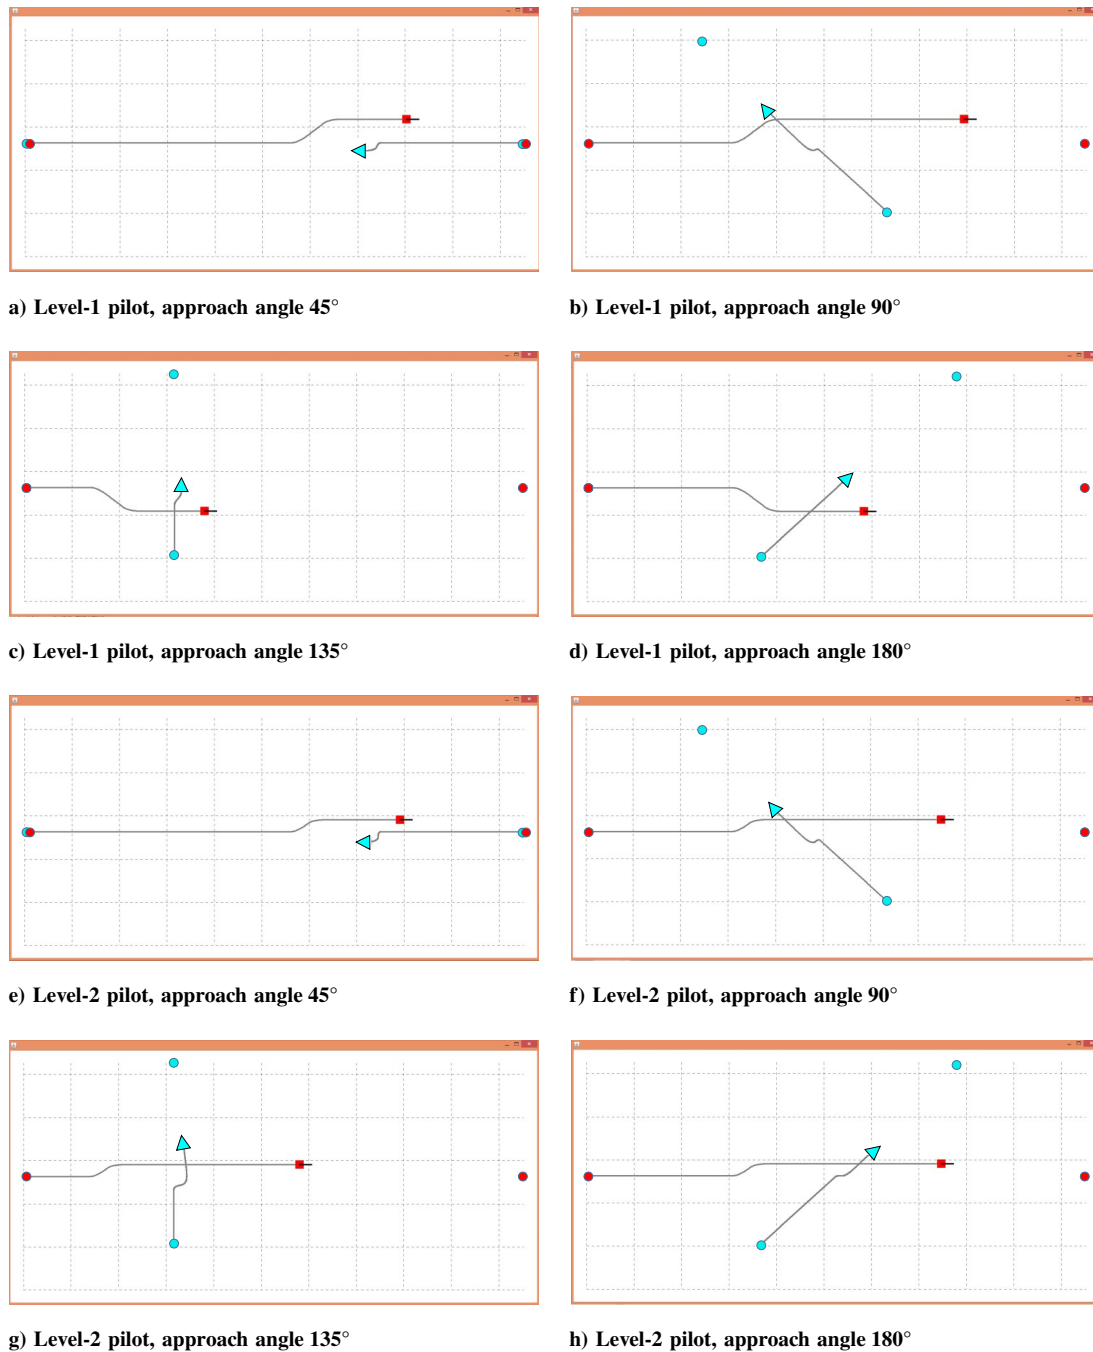 a) Level-1 pilot, approach angle 45°
b) Level-1 pilot, approach angle 90°
c) Level-1 pilot, approach angle 135°
d) Level-1 pilot, approach angle 180°
e) Level-2 pilot, approach angle 45°
f) Level-2 pilot, approach angle 90°
g) Level-2 pilot, approach angle 135°
h) Level-2 pilot, approach angle 180°